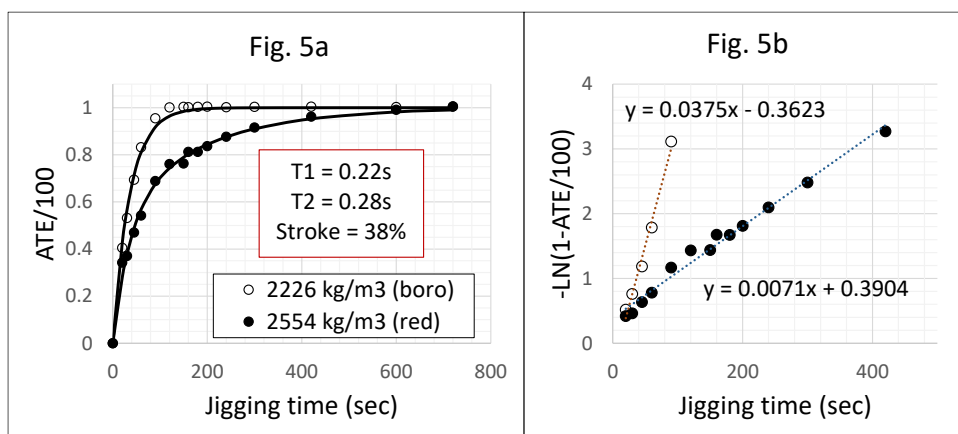 Fig. 5a
ATE/100
1
0.8
0.6
0.4
0.2
0
0
200
400
600
800
Jigging time (sec)
T1 = 0.22s
T2 = 0.28s
Stroke = 38%
2226 kg/m3 (boro)
2554 kg/m3 (red)
Fig. 5b
-LN(1-ATE/100)
4
3
2
1
0
0
200
400
Jigging time (sec)
y = 0.0375x - 0.3623
y = 0.0071x + 0.3904